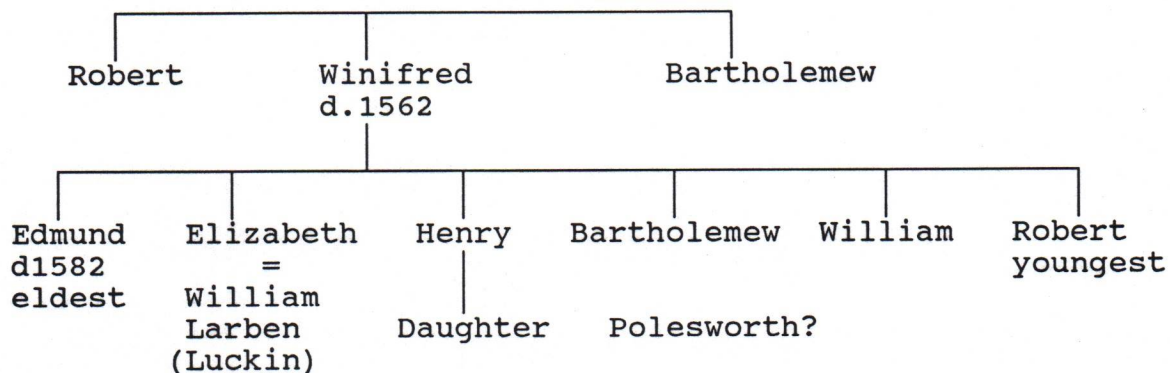 Robert Winifred Bartholemew
d.1562
Edmund Elizabeth Henry Bartholemew William Robert
d1582 = youngest
eldest William
Larben Daughter Polesworth?
(Luckin)